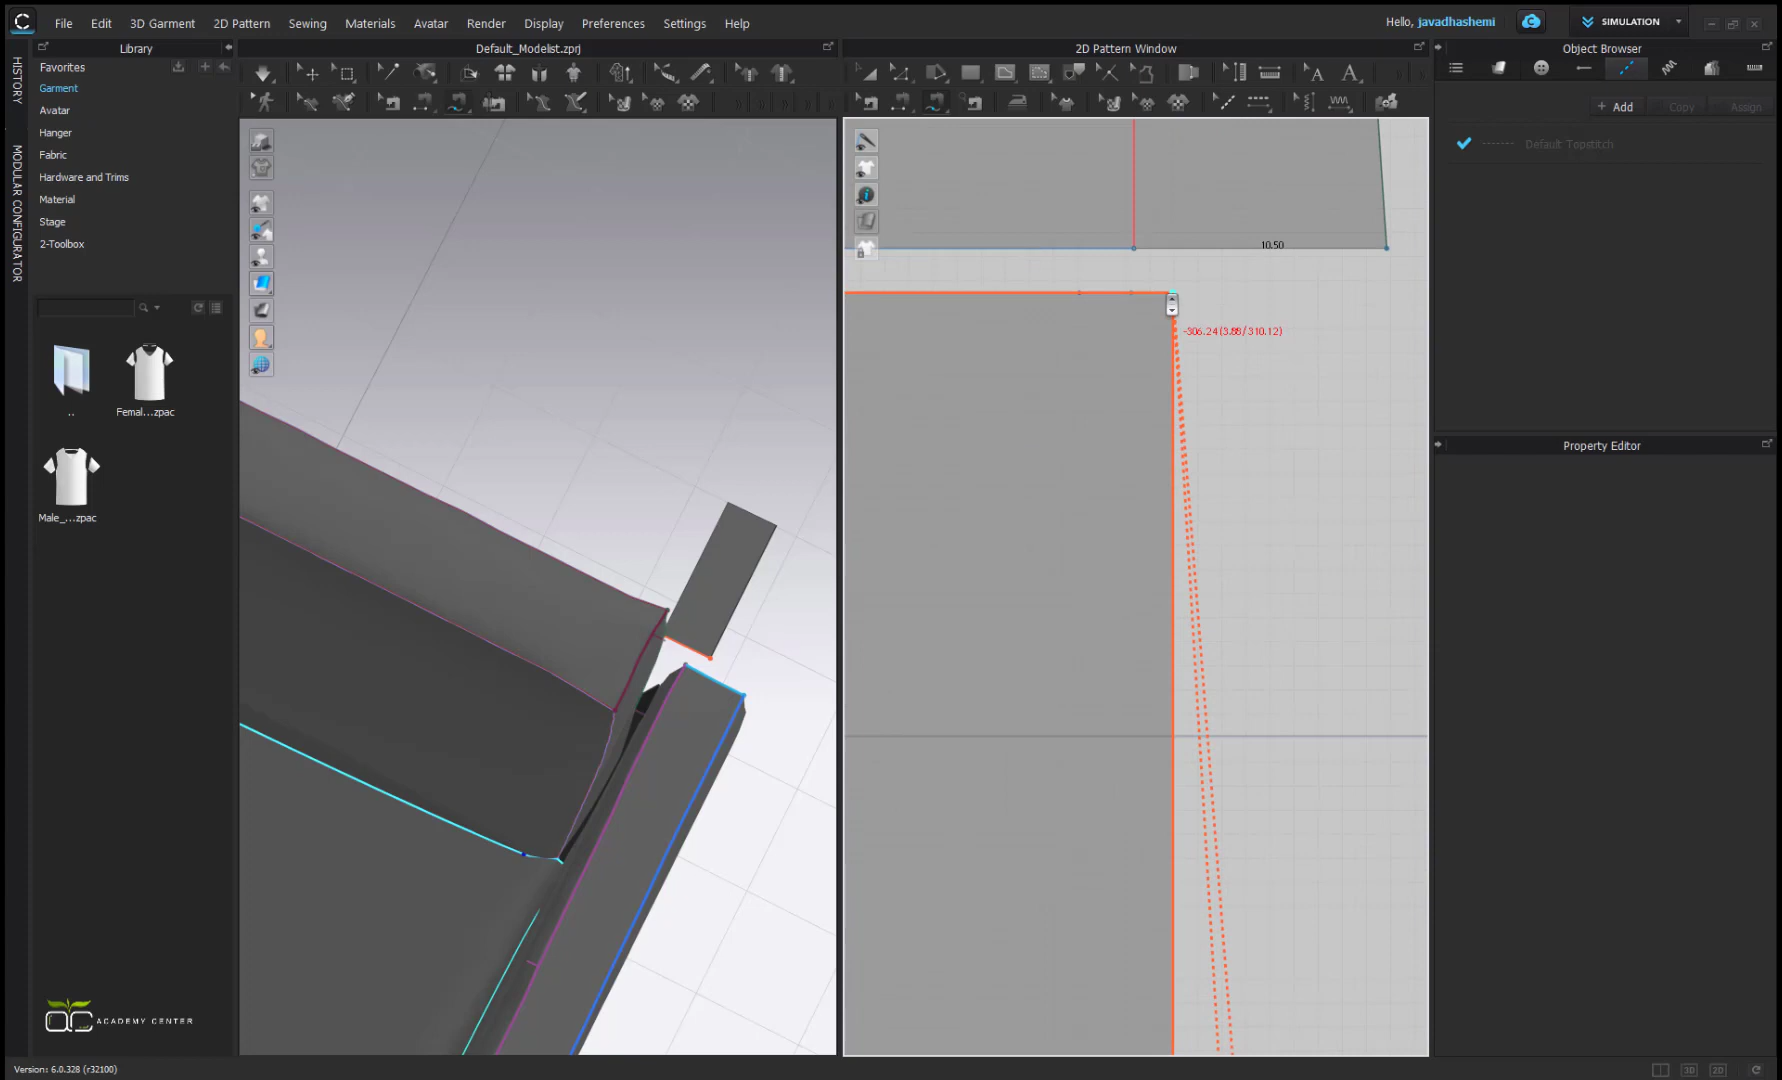 File Edit 3D Garment 2D Pattern Sewing Materials Avatar Render Display Preferences Settings Help
Hello, javadhashemi
SIMULATION
HISTORY
MODULAR CONFIGURATOR
Library
Default_Modelist.zprj
2D Pattern Window
Object Browser
Favorites
Garment
Avatar
Hanger
Fabric
Hardware and Trims
Material
Stage
2-Toolbox
..
Femal...zpac
Male_...zpac
+ Add
Copy
Assign
Default Topstitch
10.50
-306.24 (3.88 / 310.12)
Property Editor
ACADEMY CENTER
Version: 6.0.328 (r32100)
3D
2D